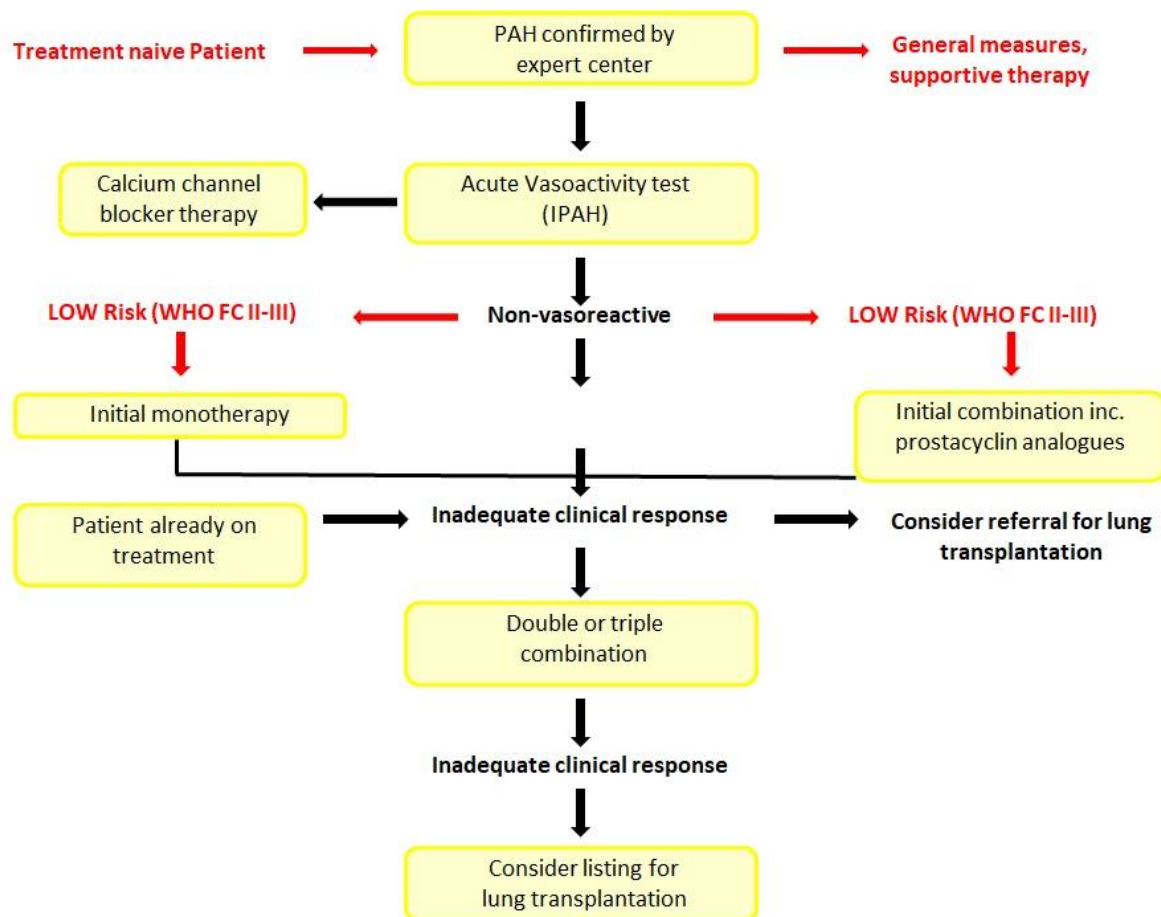 Treatment naive Patient
PAH confirmed by
expert center
General measures,
supportive therapy
Calcium channel
blocker therapy
Acute Vasoactivity test
(IPAH)
LOW Risk (WHO FC II-III)
Non-vasoreactive
LOW Risk (WHO FC II-III)
Initial monotherapy
Initial combination inc.
prostacyclin analogues
Patient already on
treatment
Inadequate clinical response
Consider referral for lung
transplantation
Double or triple
combination
Inadequate clinical response
Consider listing for
lung transplantation